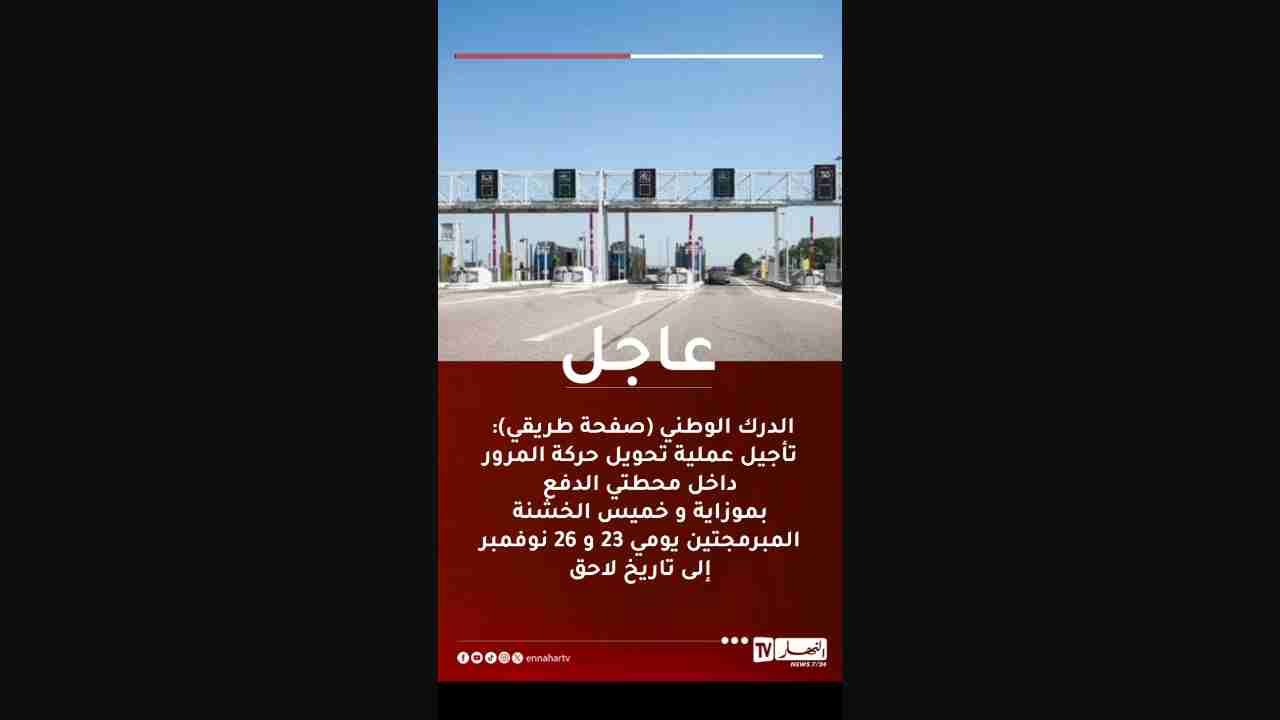 عاجل
الدرك الوطني (صفحة طريقي):
تأجيل عملية تحويل حركة المرور
داخل محطتي الدفع
بموزاية و خميس الخشنة
المبرمجتين يومي 23 و 26 نوفمبر
إلى تاريخ لاحق
ennahartv
النهار TV
NEWS 7/24